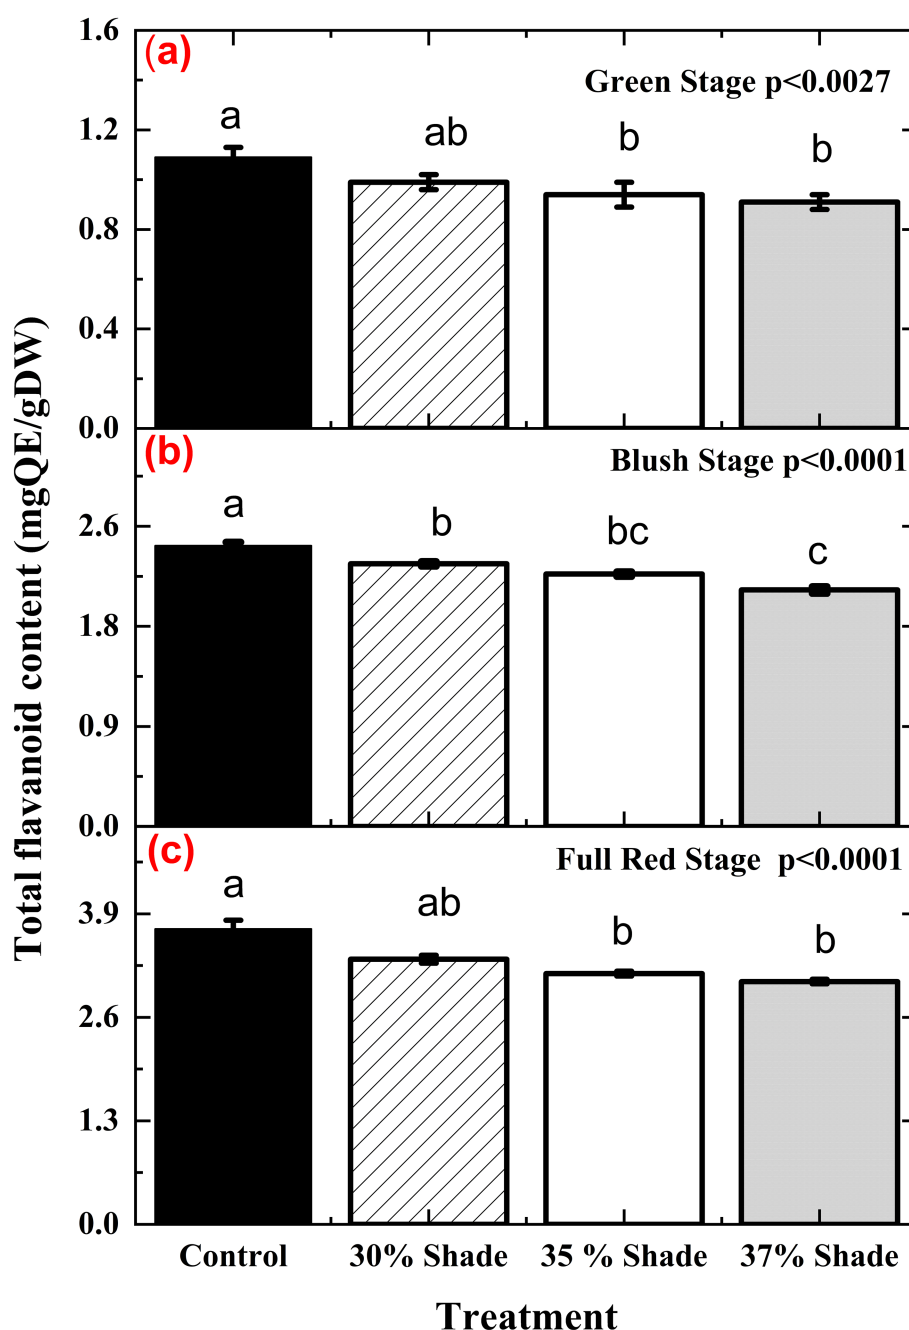 Total flavanoid content (mgQE/gDW)
(a)
Green Stage p<0.0027
1.6
1.2
0.8
0.4
0.0
a
ab
b
b
(b)
Blush Stage p<0.0001
2.6
1.8
0.9
0.0
a
b
bc
c
(c)
Full Red Stage p<0.0001
3.9
2.6
1.3
0.0
a
ab
b
b
Control
30% Shade
35 % Shade
37% Shade
Treatment